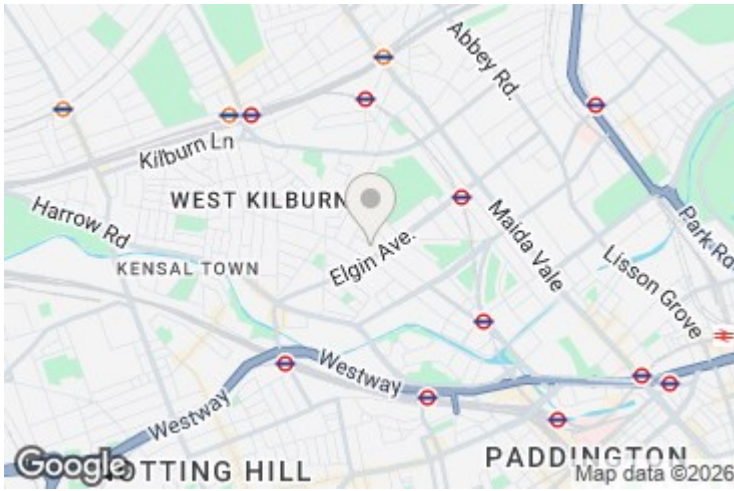 Abbey Rd.
Kilburn Ln
WEST KILBURN
Harrow Rd
Maida Vale
Park Rd
KENSAL TOWN
Elgin Ave.
Lisson Grove
Westway
Westway
PADDINGTON
Google
OTTING HILL
Map data ©2026